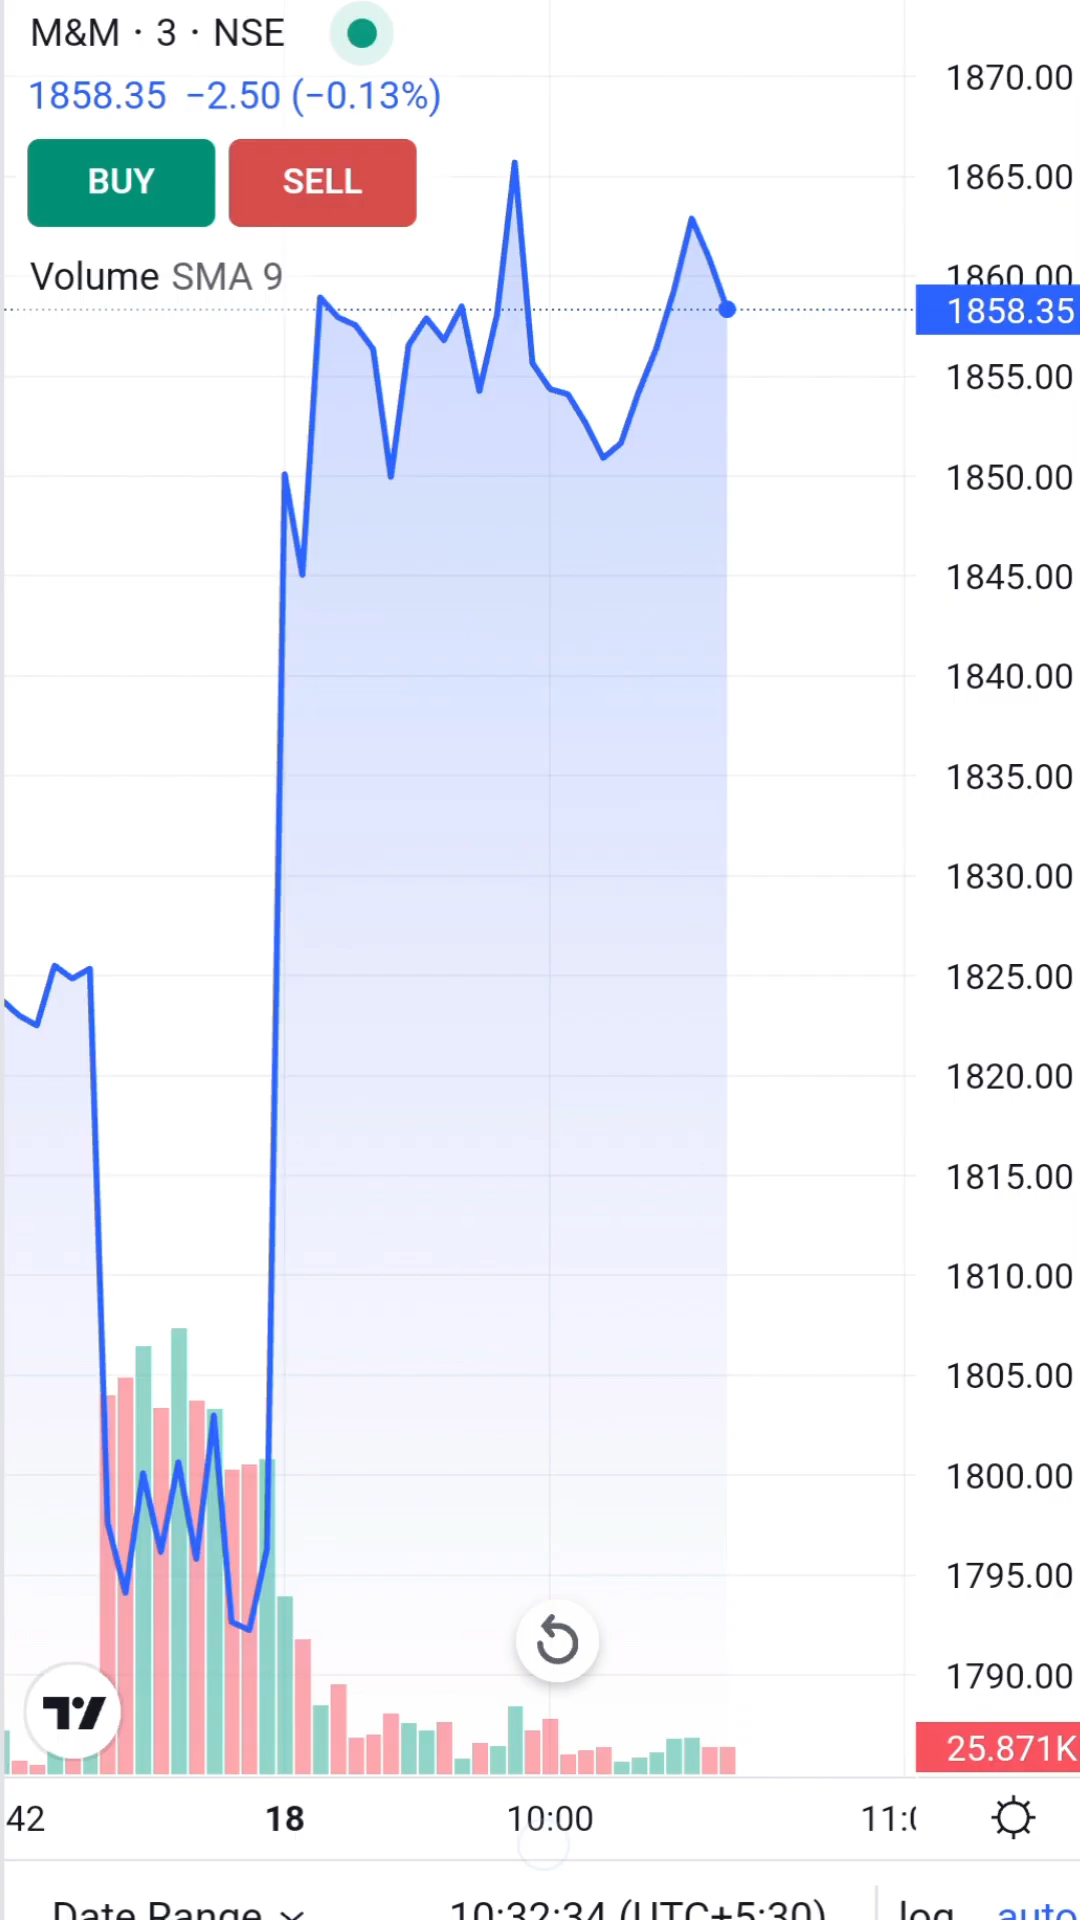 M&M · 3 · NSE
1858.35 −2.50 (−0.13%)
BUY SELL
Volume SMA 9
1870.00
1865.00
1860.00
1858.35
1855.00
1850.00
1845.00
1840.00
1835.00
1830.00
1825.00
1820.00
1815.00
1810.00
1805.00
1800.00
1795.00
1790.00
25.871K
42 18 10:00 11:0
Date Range 10:32:34 (UTC+5:30) log auto